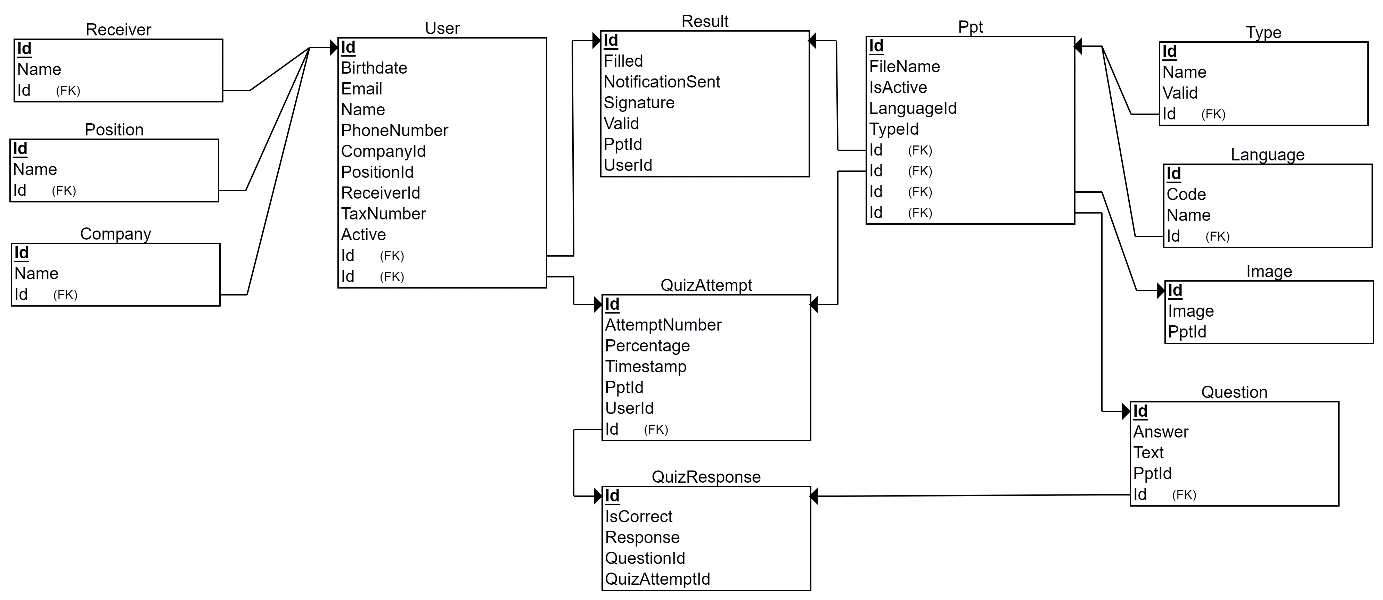 Receiver
Id
Name
Id (FK)
Position
Id
Name
Id (FK)
Company
Id
Name
Id (FK)
User
Id
Birthdate
Email
Name
PhoneNumber
CompanyId
PositionId
ReceiverId
TaxNumber
Active
Id (FK)
Id (FK)
Result
Id
Filled
NotificationSent
Signature
Valid
PptId
UserId
QuizAttempt
Id
AttemptNumber
Percentage
Timestamp
PptId
UserId
Id (FK)
QuizResponse
Id
IsCorrect
Response
QuestionId
QuizAttemptId
Ppt
Id
FileName
IsActive
LanguageId
TypeId
Id (FK)
Id (FK)
Id (FK)
Id (FK)
Type
Id
Name
Valid
Id (FK)
Language
Id
Code
Name
Id (FK)
Image
Id
Image
PptId
Question
Id
Answer
Text
PptId
Id (FK)